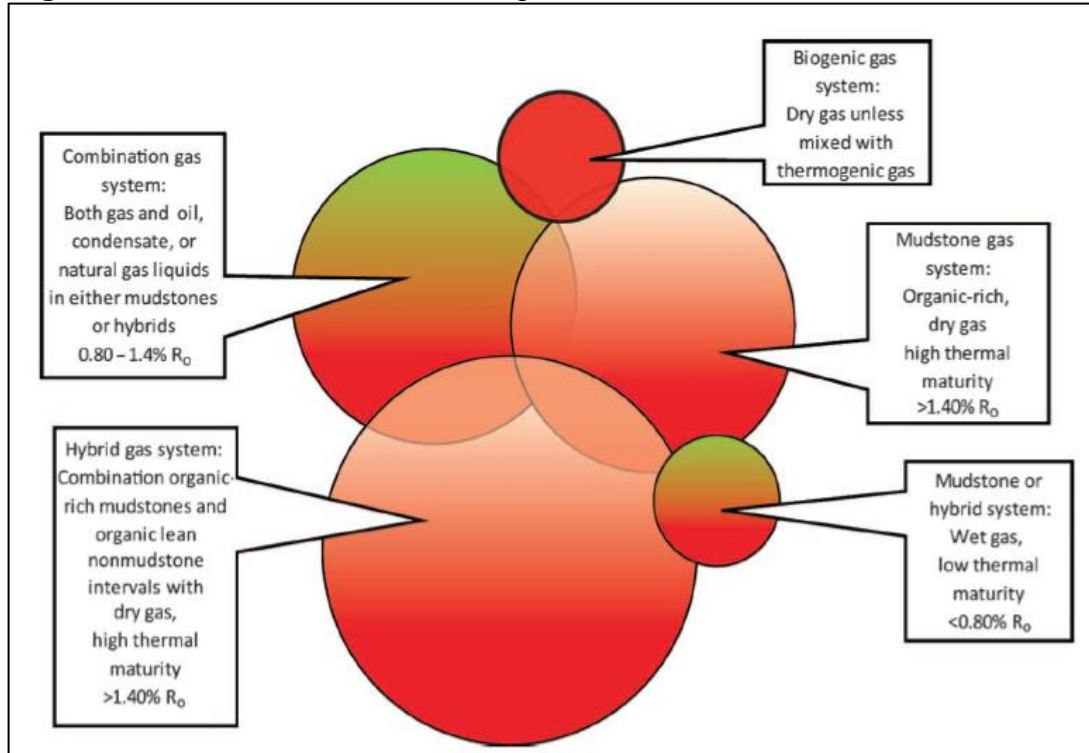 Biogenic gas
system:
Dry gas unless
mixed with
thermogenic gas
Combination gas
system:
Both gas and oil,
condensate, or
natural gas liquids
in either mudstones
or hybrids
0.80 – 1.4% Ro
Mudstone gas
system:
Organic-rich,
dry gas
high thermal
maturity
>1.40% Ro
Hybrid gas system:
Combination organic-
rich mudstones and
organic lean
nonmudstone
intervals with
dry gas,
high thermal
maturity
>1.40% Ro
Mudstone or
hybrid system:
Wet gas,
low thermal
maturity
<0.80% Ro